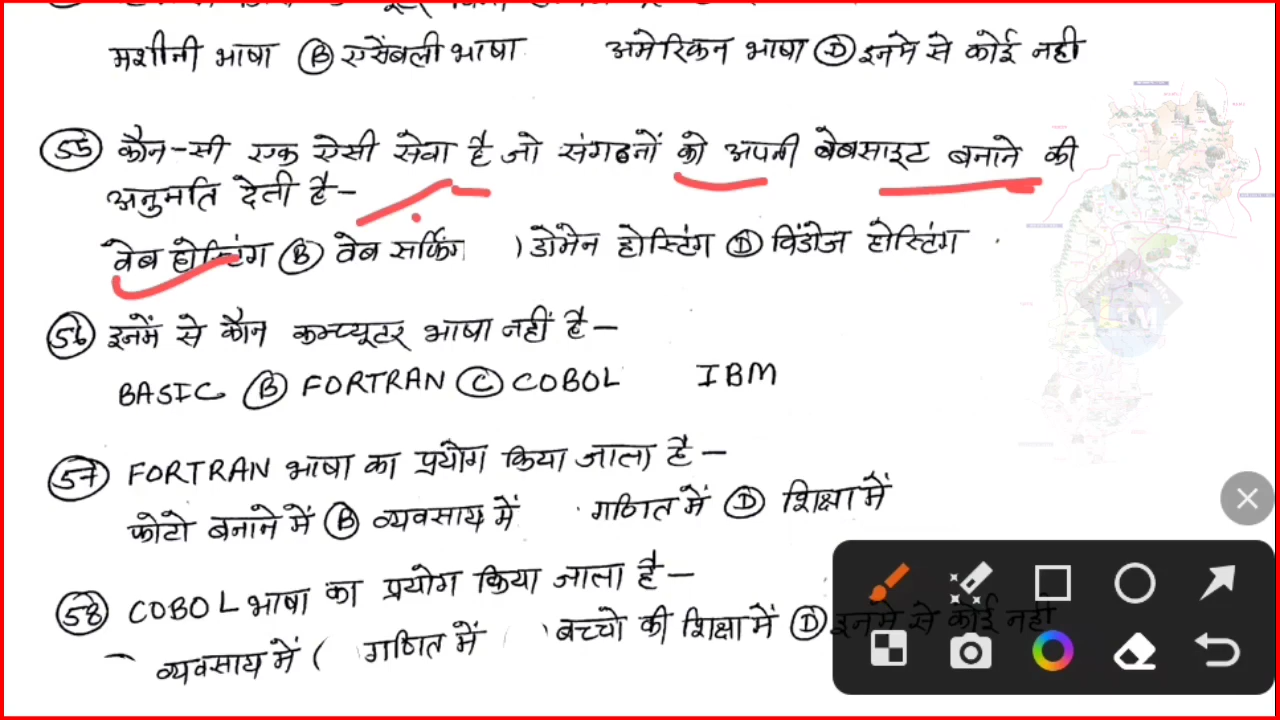 मशीनी भाषा Ⓑ एसेंबली भाषा अमेरिकन भाषा Ⓓ इनमे से कोई नही
55 कौन-सी एक ऐसी सेवा है जो संगठनों को अपनी वेबसाइट बनाने की
अनुमति देती है-
वेब होस्टिंग Ⓑ वेब सर्किंग ) डोमेन होस्टिंग Ⓓ विंडोज होस्टिंग
56 इनमें से कौन कम्प्यूटर भाषा नहीं है-
BASIC Ⓑ FORTRAN Ⓒ COBOL IBM
57 FORTRAN भाषा का प्रयोग किया जाता है-
फोटो बनाने में Ⓑ व्यवसाय में गणित में Ⓓ शिक्षा में
58 COBOL भाषा का प्रयोग किया जाता है-
व्यवसाय में ( गणित में बच्चो की शिक्षा में Ⓓ इनमे से कोई नही